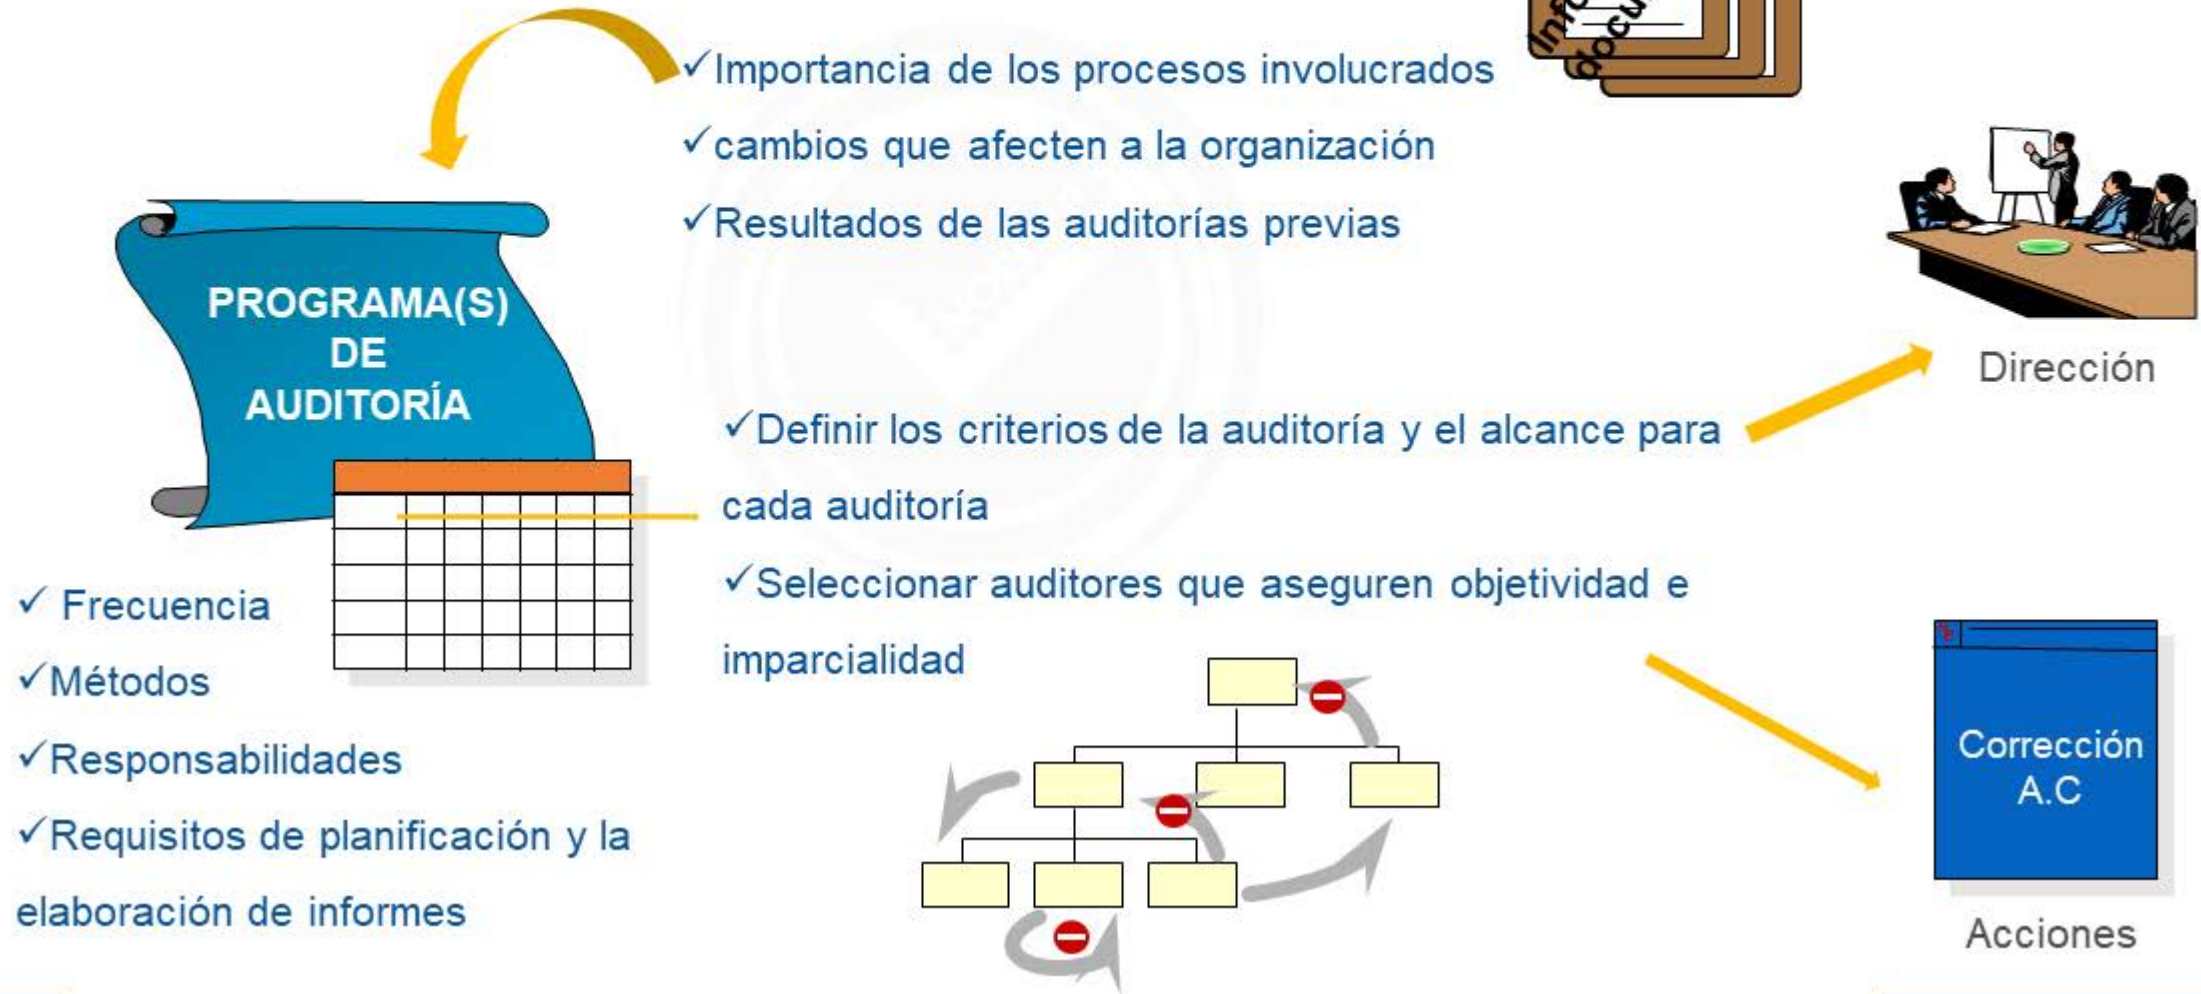 ✓Importancia de los procesos involucrados
✓cambios que afecten a la organización
✓Resultados de las auditorías previas
PROGRAMA(S)
DE
AUDITORÍA
Dirección
✓Definir los criterios de la auditoría y el alcance para
cada auditoría
✓Seleccionar auditores que aseguren objetividad e
imparcialidad
✓ Frecuencia
✓Métodos
✓Responsabilidades
✓Requisitos de planificación y la
elaboración de informes
Corrección
A.C
Acciones